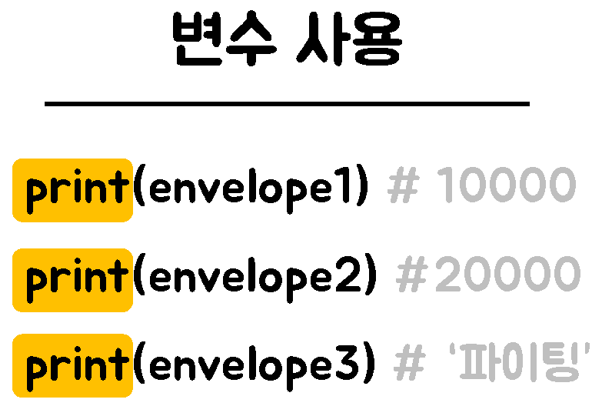 변수 사용
print(envelope1) # 10000
print(envelope2) #20000
print(envelope3) # ‘파이팅’